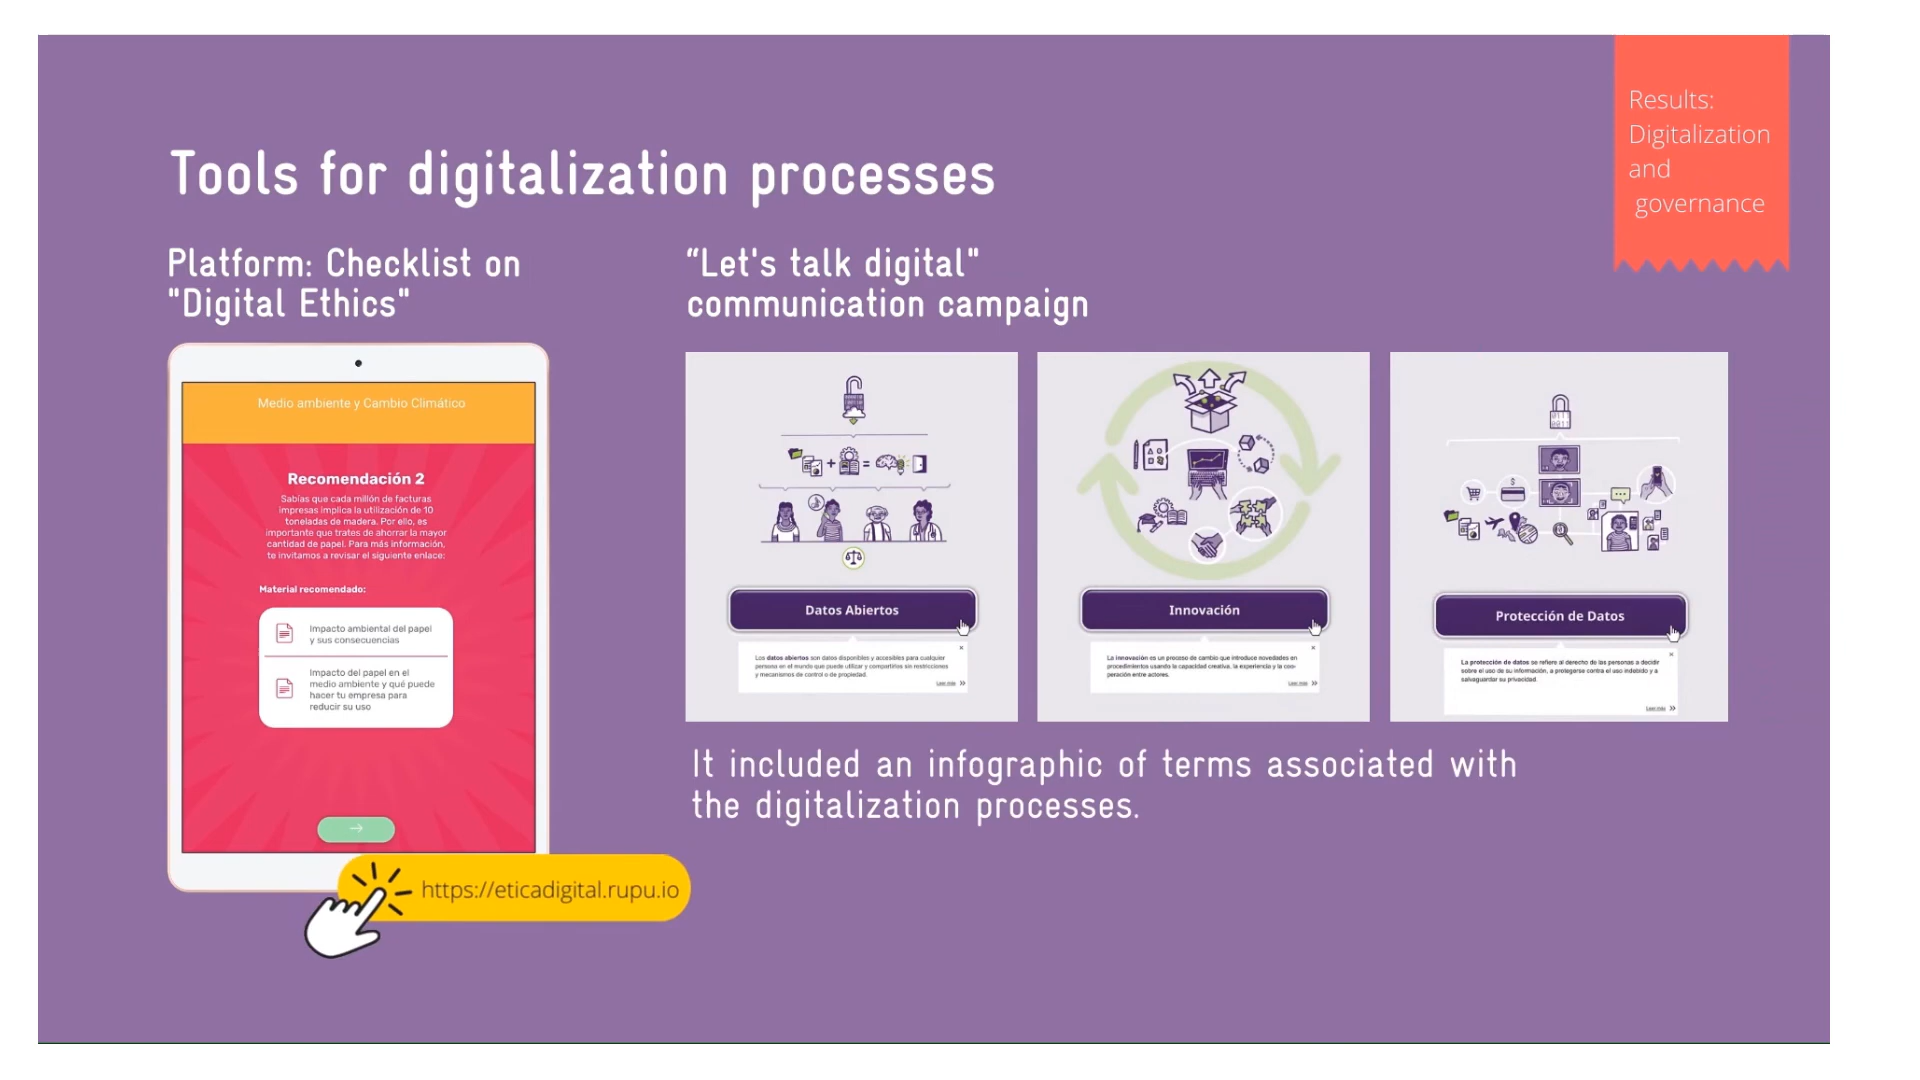 Results:
Digitalization
and
governance
Tools for digitalization processes
Platform: Checklist on
"Digital Ethics"
Medio ambiente y Cambio Climático
Recomendación 2
Sabías que cada millón de facturas
impresas implica la utilización de 10
toneladas de madera. Por ello, es
importante que trates de ahorrar la mayor
cantidad de papel. Para más información,
te invitamos a revisar el siguiente enlace:
Material recomendado:
Impacto ambiental del papel
y sus consecuencias
Impacto del papel en el
medio ambiente y qué puede
hacer tu empresa para
reducir su uso
https://eticadigital.rupu.io
“Let's talk digital"
communication campaign
Datos Abiertos
Los datos abiertos son datos disponibles y accesibles para cualquier
persona en el mundo que puede utilizar y compartirlos sin restricciones
y mecanismos de control o de propiedad.
Leer más
Innovación
La innovación es un proceso de cambio que introduce novedades en
procedimientos usando la capacidad creativa, la experiencia y la coo-
peración entre actores.
Leer más
Protección de Datos
La protección de datos se refiere al derecho de las personas a decidir
sobre el uso de su información, a protegerse contra el uso indebido y a
salvaguardar su privacidad.
Leer más
It included an infographic of terms associated with
the digitalization processes.